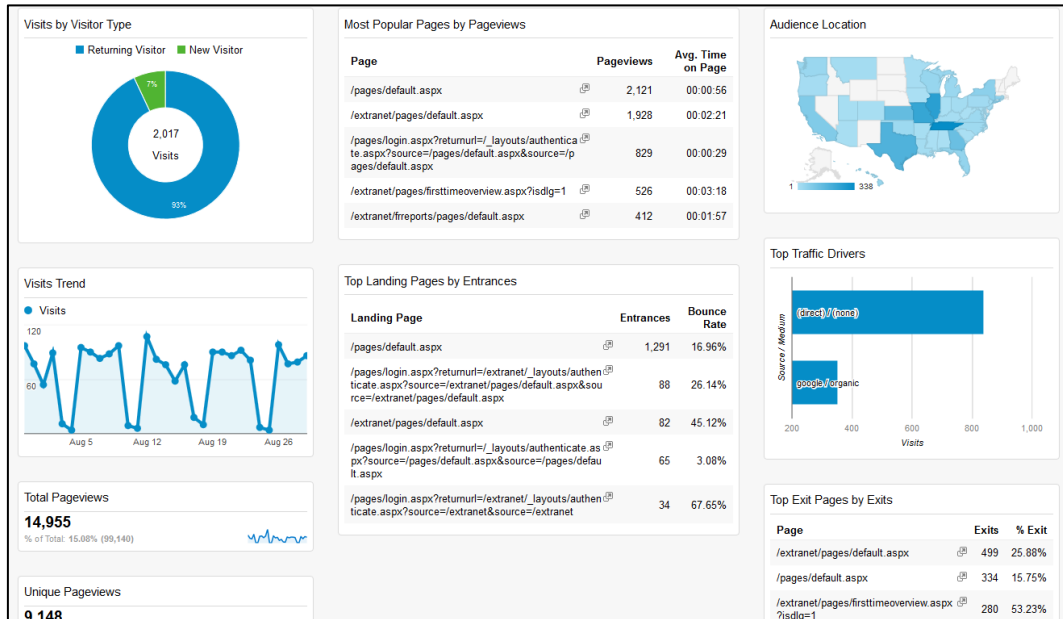 Visits by Visitor Type
Returning Visitor New Visitor
7%
2,017
Visits
93%
Visits Trend
Visits
120
60
Aug 5 Aug 12 Aug 19 Aug 26
Total Pageviews
14,955
% of Total: 15.08% (99,140)
Unique Pageviews
9,148
Most Popular Pages by Pageviews
Page Pageviews Avg. Time
on Page
/pages/default.aspx 2,121 00:00:56
/extranet/pages/default.aspx 1,928 00:02:21
/pages/login.aspx?returnurl=/_layouts/authentica
te.aspx?source=/pages/default.aspx&source=/p 829 00:00:29
ages/default.aspx
/extranet/pages/firsttimeoverview.aspx?isdlg=1 526 00:03:18
/extranet/frreports/pages/default.aspx 412 00:01:57
Top Landing Pages by Entrances
Landing Page Entrances Bounce
Rate
/pages/default.aspx 1,291 16.96%
/pages/login.aspx?returnurl=/extranet/_layouts/authen
ticate.aspx?source=/extranet/pages/default.aspx&sou 88 26.14%
rce=/extranet/pages/default.aspx
/extranet/pages/default.aspx 82 45.12%
/pages/login.aspx?returnurl=/_layouts/authenticate.as
px?source=/pages/default.aspx&source=/pages/defau 65 3.08%
lt.aspx
/pages/login.aspx?returnurl=/extranet/_layouts/authen
ticate.aspx?source=/extranet&source=/extranet 34 67.65%
Audience Location
1 338
Top Traffic Drivers
Source / Medium
(direct) / (none)
google / organic
200 400 600 800 1,000
Visits
Top Exit Pages by Exits
Page Exits % Exit
/extranet/pages/default.aspx 499 25.88%
/pages/default.aspx 334 15.75%
/extranet/pages/firsttimeoverview.aspx 280 53.23%
?isdlg=1